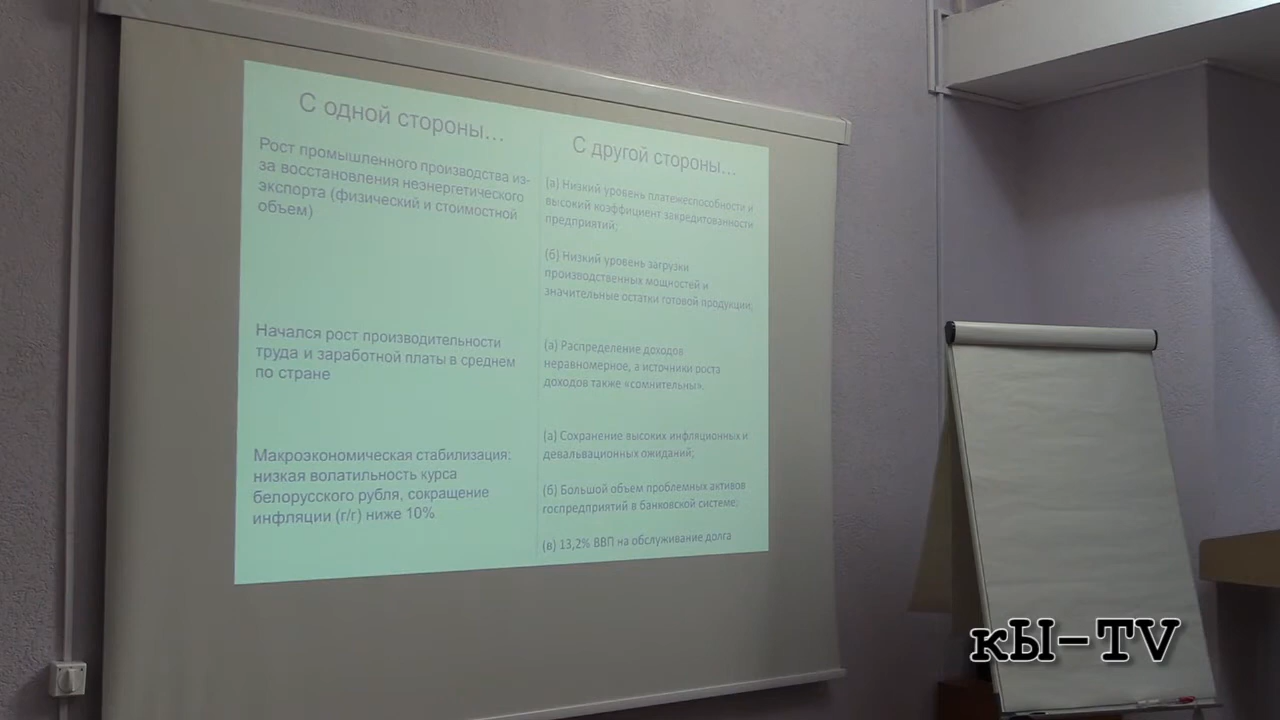 С одной стороны...
Рост промышленного производства из-
за восстановления неэнергетического
экспорта (физический и стоимостной
объем)
Начался рост производительности
труда и заработной платы в среднем
по стране
Макроэкономическая стабилизация:
низкая волатильность курса
белорусского рубля, сокращение
инфляции (г/г) ниже 10%
С другой стороны...
(а) Низкий уровень платежеспособности и
высокий коэффициент закредитованности
предприятий;
(б) Низкий уровень загрузки
производственных мощностей и
значительные остатки готовой продукции;
(а) Распределение доходов
неравномерное, а источники роста
доходов также «сомнительны».
(а) Сохранение высоких инфляционных и
девальвационных ожиданий;
(б) Большой объем проблемных активов
госпредприятий в банковской системе;
(в) 13,2% ВВП на обслуживание долга
кЫ-TV